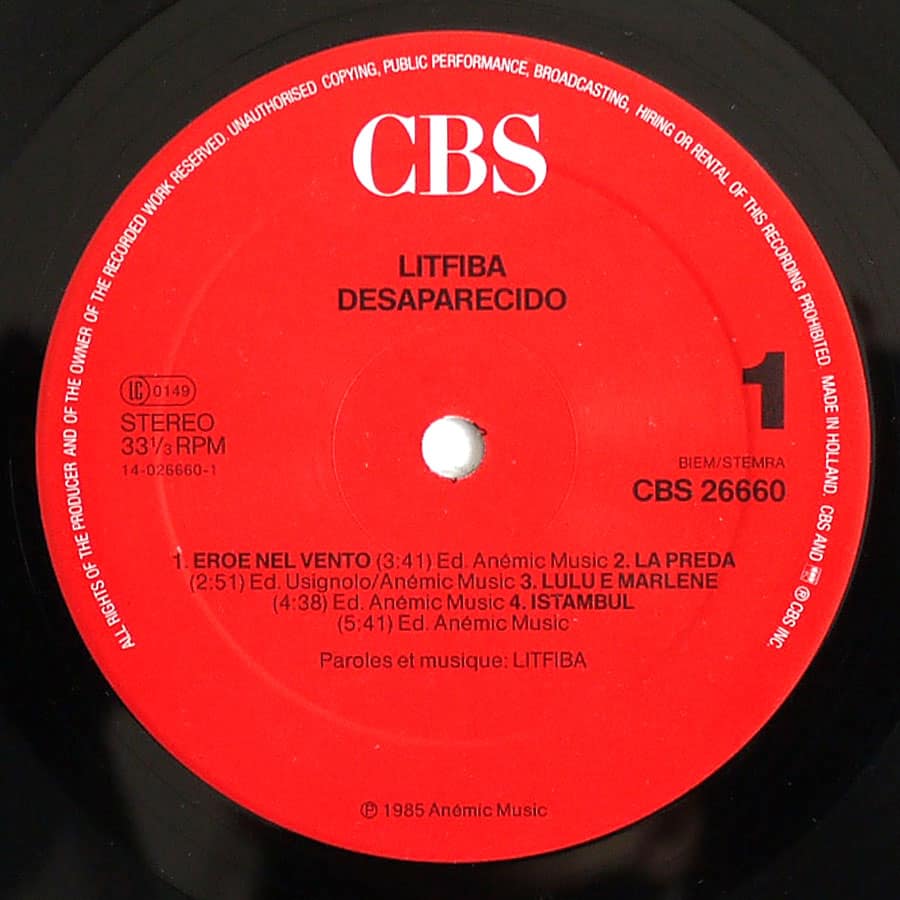 ALL RIGHTS OF THE PRODUCER AND OF THE OWNER OF THE RECORDED WORK RESERVED. UNAUTHORISED COPYING, PUBLIC PERFORMANCE, BROADCASTING, HIRING OR RENTAL OF THIS RECORDING PROHIBITED. MADE IN HOLLAND. CBS AND ® CBS INC.
CBS
LITFIBA
DESAPARECIDO
1
LC 0149
STEREO
33 1/3 RPM
14-026660-1
BIEM/STEMRA
CBS 26660
1. EROE NEL VENTO (3:41) Ed. Anémic Music 2. LA PREDA
(2:51) Ed. Usignolo/Anémic Music 3. LULU E MARLENE
(4:38) Ed. Anémic Music 4. ISTAMBUL
(5:41) Ed. Anémic Music
Paroles et musique: LITFIBA
℗ 1985 Anémic Music